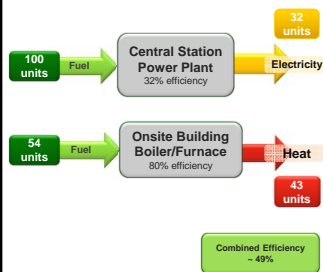 32
units
100
units
Fuel
Central Station
Power Plant
32% efficiency
Electricity
54
units
Fuel
Onsite Building
Boiler/Furnace
80% efficiency
Heat
43
units
Combined Efficiency
~ 49%